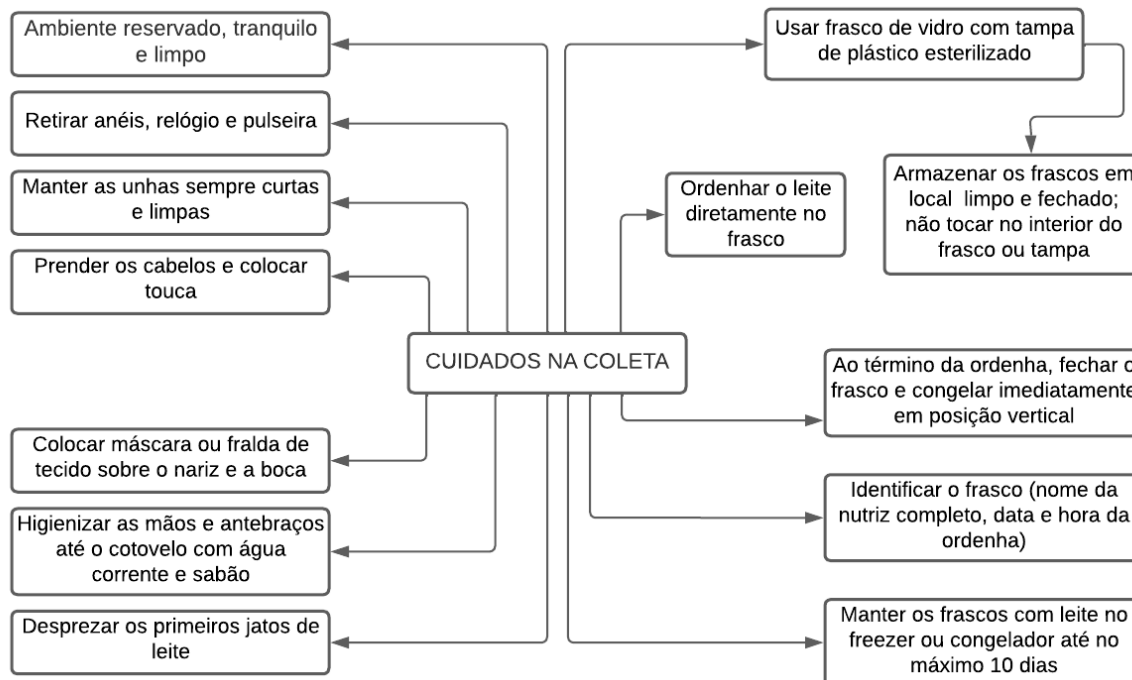 Ambiente reservado, tranquilo
e limpo
Retirar anéis, relógio e pulseira
Manter as unhas sempre curtas
e limpas
Prender os cabelos e colocar
touca
Usar frasco de vidro com tampa
de plástico esterilizado
Armazenar os frascos em
local limpo e fechado;
não tocar no interior do
frasco ou tampa
Ordenhar o leite
diretamente no
frasco
CUIDADOS NA COLETA
Colocar máscara ou fralda de
tecido sobre o nariz e a boca
Higienizar as mãos e antebraços
até o cotovelo com água
corrente e sabão
Desprezar os primeiros jatos de
leite
Ao término da ordenha, fechar o
frasco e congelar imediatamente
em posição vertical
Identificar o frasco (nome da
nutriz completo, data e hora da
ordenha)
Manter os frascos com leite no
freezer ou congelador até no
máximo 10 dias